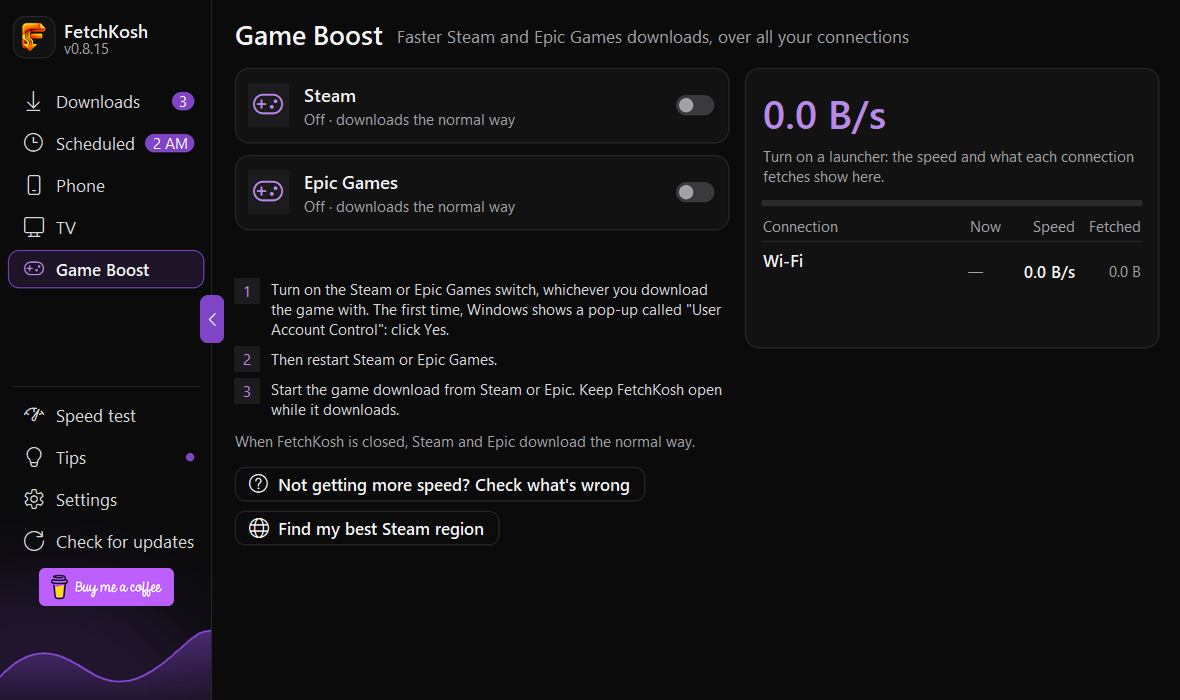 FetchKosh
v0.8.15
Downloads 3
Scheduled 2 AM
Phone
TV
Game Boost
Speed test
Tips
Settings
Check for updates
Buy me a coffee
Game Boost Faster Steam and Epic Games downloads, over all your connections
Steam
Off · downloads the normal way
Epic Games
Off · downloads the normal way
1 Turn on the Steam or Epic Games switch, whichever you download
the game with. The first time, Windows shows a pop-up called "User
Account Control": click Yes.
2 Then restart Steam or Epic Games.
3 Start the game download from Steam or Epic. Keep FetchKosh open
while it downloads.
When FetchKosh is closed, Steam and Epic download the normal way.
Not getting more speed? Check what's wrong
Find my best Steam region
0.0 B/s
Turn on a launcher: the speed and what each connection
fetches show here.
Connection Now Speed Fetched
Wi-Fi — 0.0 B/s 0.0 B